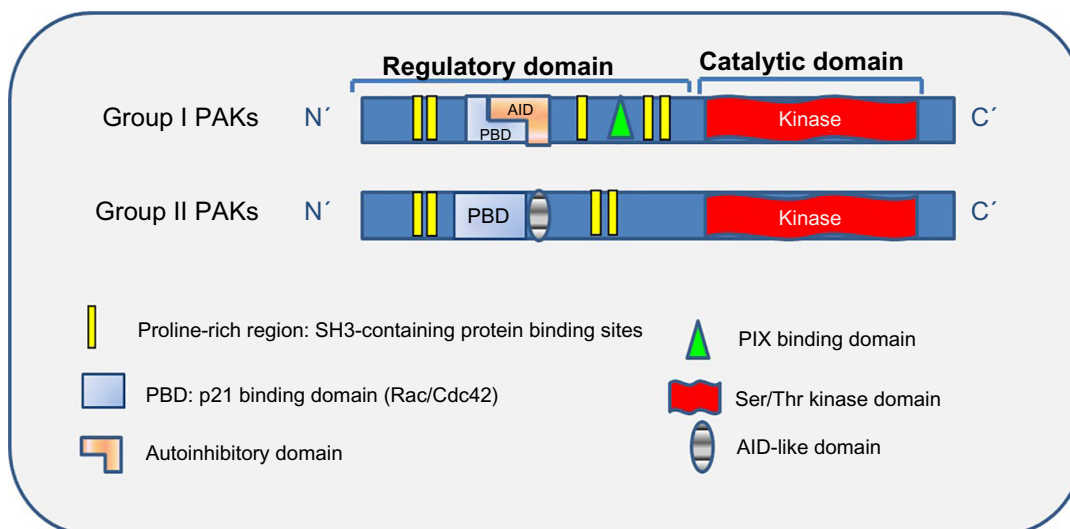 Regulatory domain
Catalytic domain
Group I PAKs N´ AID PBD Kinase C´
Group II PAKs N´ PBD Kinase C´
Proline-rich region: SH3-containing protein binding sites
PIX binding domain
PBD: p21 binding domain (Rac/Cdc42)
Ser/Thr kinase domain
Autoinhibitory domain
AID-like domain